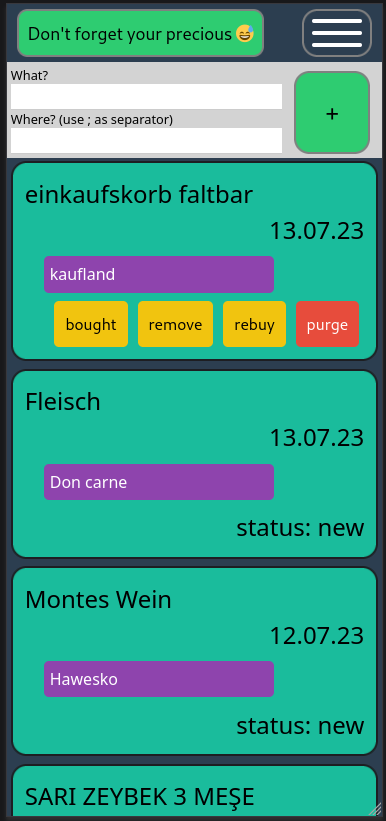 Don't forget your precious 😅
What?
Where? (use ; as separator)
+
einkaufskorb faltbar
13.07.23
kaufland
bought remove rebuy purge
Fleisch
13.07.23
Don carne
status: new
Montes Wein
12.07.23
Hawesko
status: new
SARI ZEYBEK 3 MEŞE